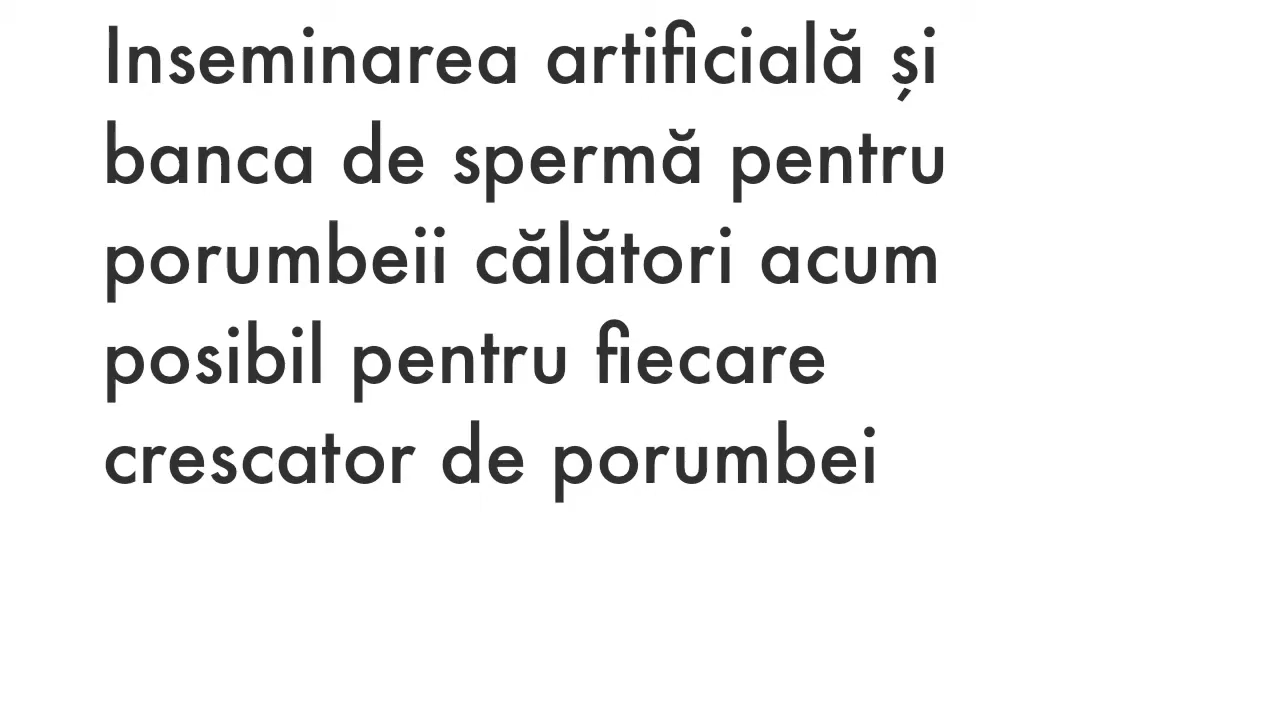 Inseminarea artificială și
banca de spermă pentru
porumbeii călători acum
posibil pentru fiecare
crescator de porumbei